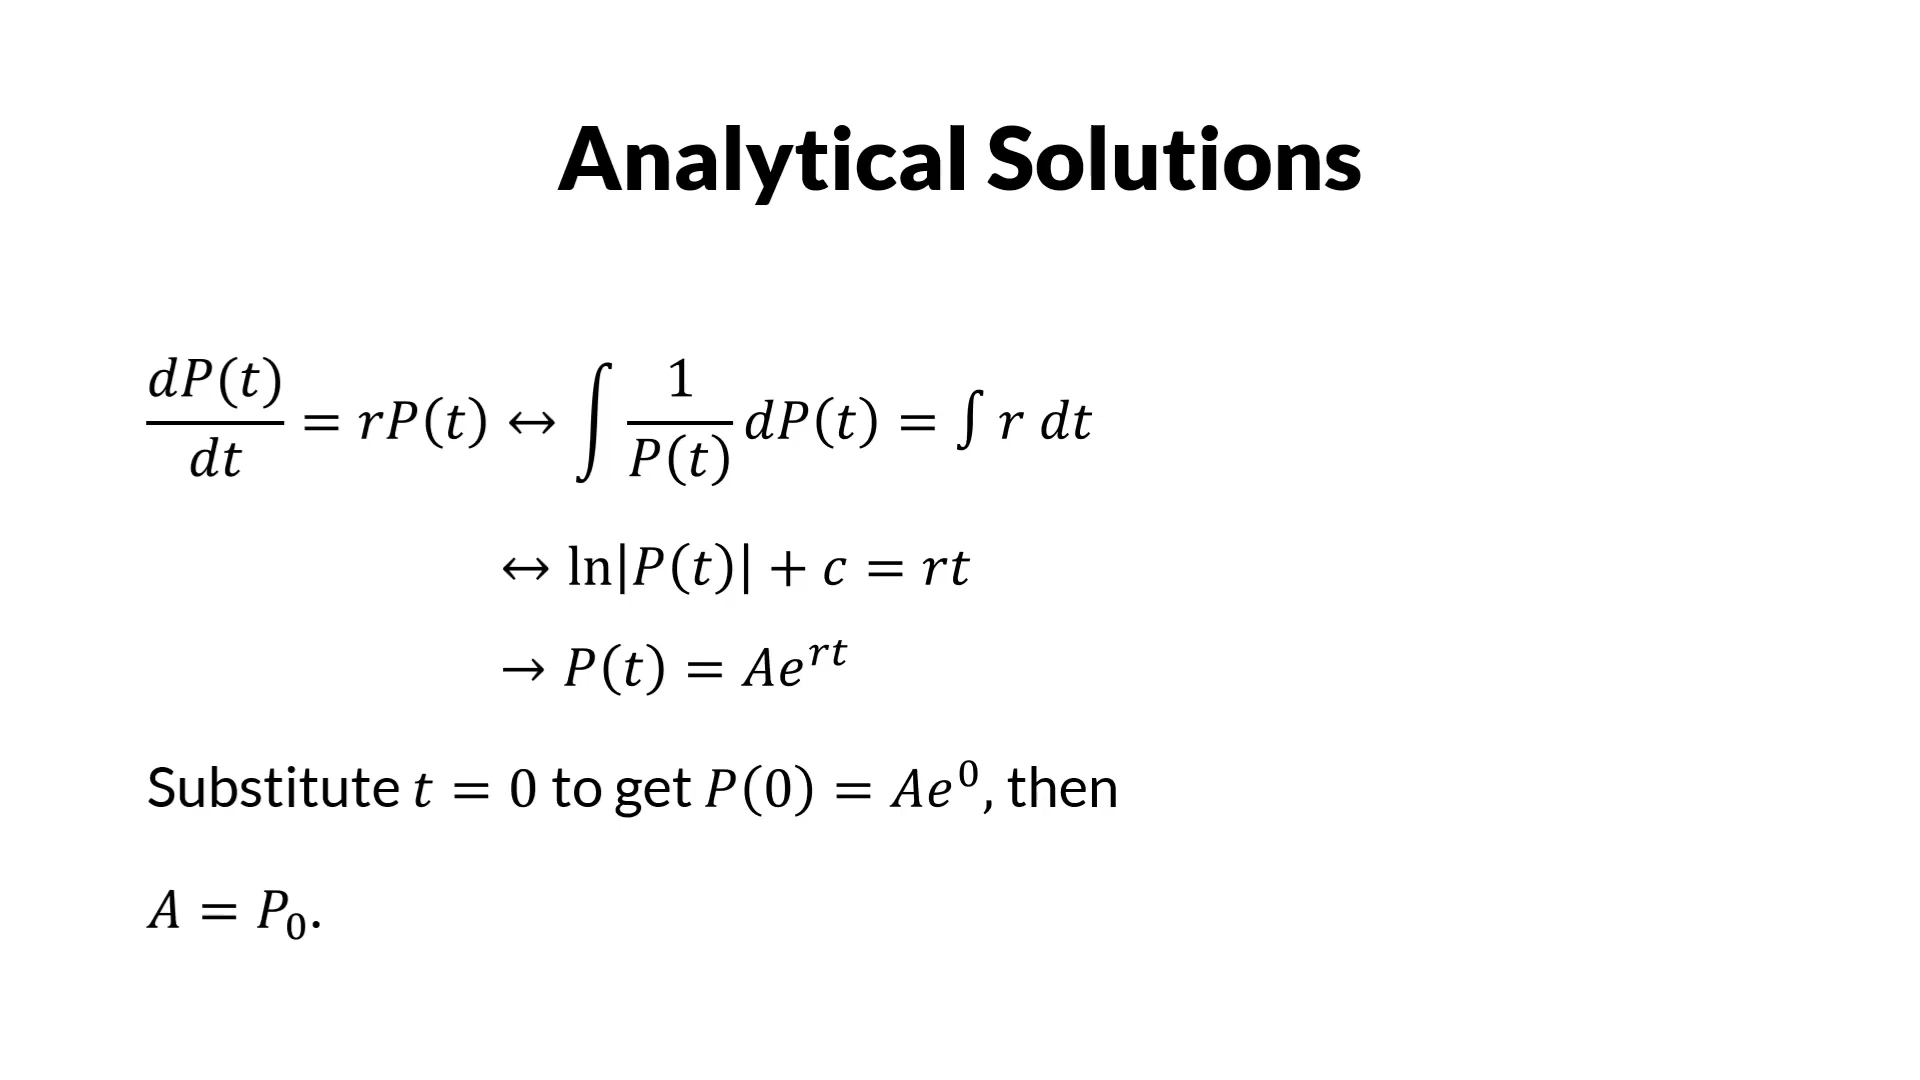 Analytical Solutions
dP(t)/dt = rP(t) ↔ ∫ 1/P(t) dP(t) = ∫ r dt
↔ ln|P(t)| + c = rt
→ P(t) = Ae^{rt}
Substitute t = 0 to get P(0) = Ae^0, then
A = P_0.